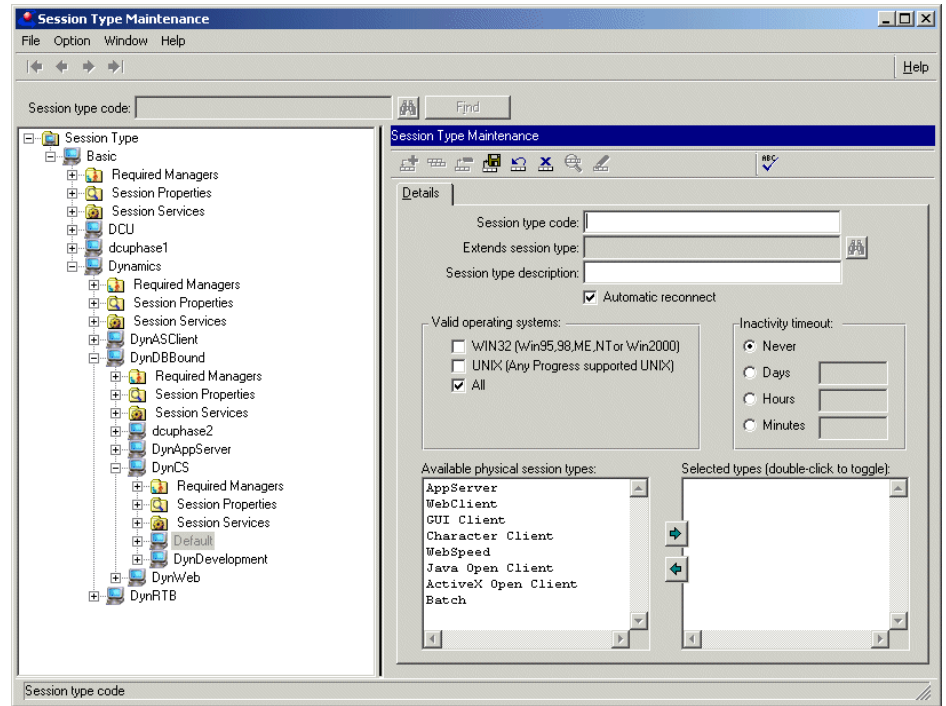 Session Type Maintenance
File Option Window Help
Help
Session type code: Find
Session Type
Basic
Required Managers
Session Properties
Session Services
DCU
dcuphase1
Dynamics
Required Managers
Session Properties
Session Services
DynASClient
DynDBBound
Required Managers
Session Properties
Session Services
dcuphase2
DynAppServer
DynCS
Required Managers
Session Properties
Session Services
Default
DynDevelopment
DynWeb
DynRTB
Session Type Maintenance
ABC
Details
Session type code:
Extends session type:
Session type description:
Automatic reconnect
Valid operating systems:
WIN32 (Win95,98,ME,NT or Win2000)
UNIX (Any Progress supported UNIX)
All
Inactivity timeout:
Never
Days
Hours
Minutes
Available physical session types:
AppServer
WebClient
GUI Client
Character Client
WebSpeed
Java Open Client
ActiveX Open Client
Batch
Selected types (double-click to toggle):
Session type code